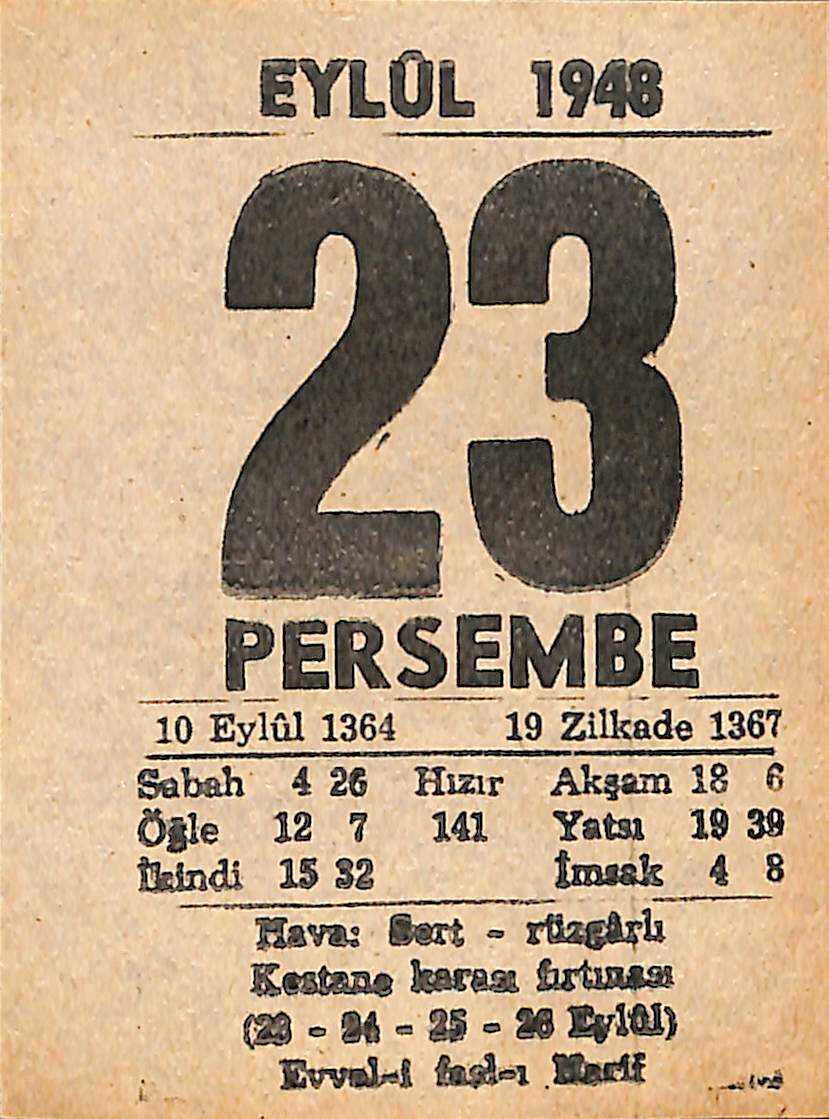 EYLÛL 1948
23
PERŞEMBE
10 Eylûl 1364 19 Zilkade 1367
Sabah 4 26 Hızır Akşam 18 6
Öğle 12 7 141 Yatsı 19 39
İkindi 15 32 İmsak 4 8
Hava: Sert - rüzgârlı
Kestane karası fırtınası
(23 - 24 - 25 - 26 Eylûl)
Evvel-i fasl-ı Harif